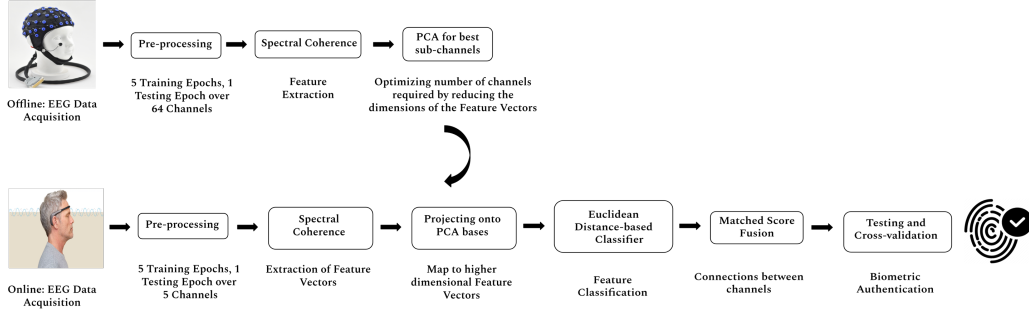 Pre-processing
Spectral Coherence
PCA for best
sub-channels
Offline: EEG Data
Acquisition
5 Training Epochs, 1
Testing Epoch over
64 Channels
Feature
Extraction
Optimizing number of channels
required by reducing the
dimensions of the Feature Vectors
Pre-processing
Spectral
Coherence
Projecting onto
PCA bases
Euclidean
Distance-based
Classifier
Matched Score
Fusion
Testing and
Cross-validation
Online: EEG Data
Acquisition
5 Training Epochs, 1
Testing Epoch over
5 Channels
Extraction of Feature
Vectors
Map to higher
dimensional Feature
Vectors
Feature
Classification
Connections between
channels
Biometric
Authentication